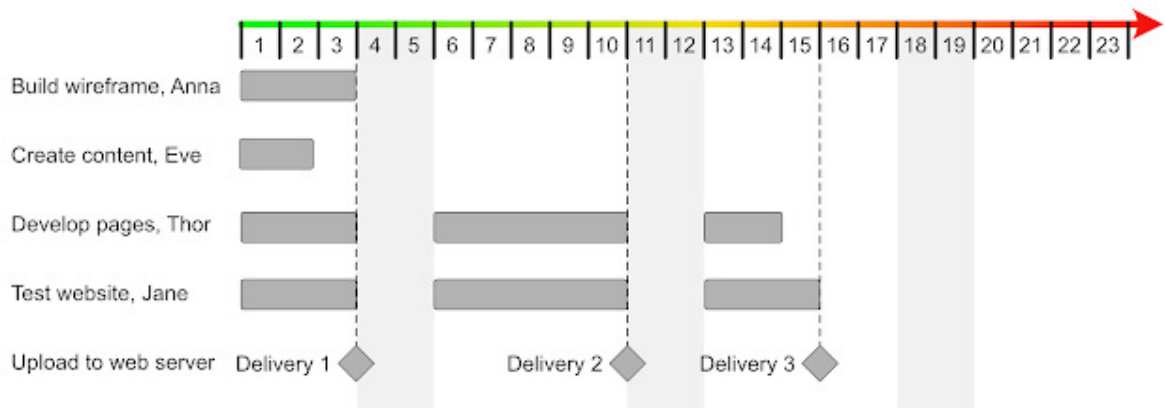 1 2 3 4 5 6 7 8 9 10 11 12 13 14 15 16 17 18 19 20 21 22 23
Build wireframe, Anna
Create content, Eve
Develop pages, Thor
Test website, Jane
Upload to web server Delivery 1 Delivery 2 Delivery 3